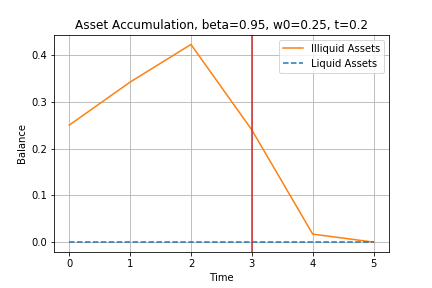 Asset Accumulation, beta=0.95, w0=0.25, t=0.2
Illiquid Assets
Liquid Assets
Balance
0.4
0.3
0.2
0.1
0.0
0 1 2 3 4 5
Time